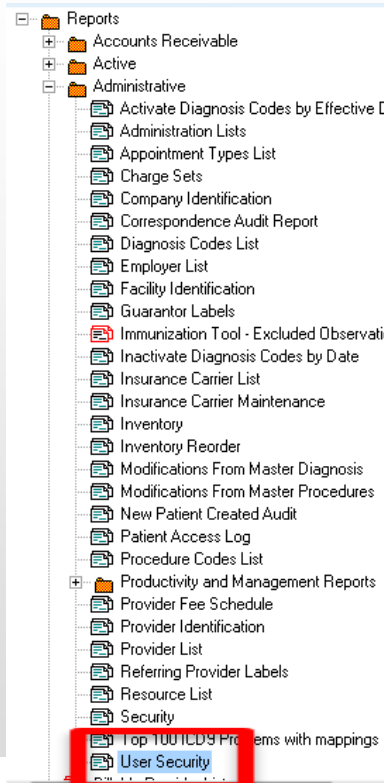 Reports
Accounts Receivable
Active
Administrative
Activate Diagnosis Codes by Effective D
Administration Lists
Appointment Types List
Charge Sets
Company Identification
Correspondence Audit Report
Diagnosis Codes List
Employer List
Facility Identification
Guarantor Labels
Immunization Tool - Excluded Observati
Inactivate Diagnosis Codes by Date
Insurance Carrier List
Insurance Carrier Maintenance
Inventory
Inventory Reorder
Modifications From Master Diagnosis
Modifications From Master Procedures
New Patient Created Audit
Patient Access Log
Procedure Codes List
Productivity and Management Reports
Provider Fee Schedule
Provider Identification
Provider List
Referring Provider Labels
Resource List
Security
Top 100 ICD9 Problems with mappings
User Security